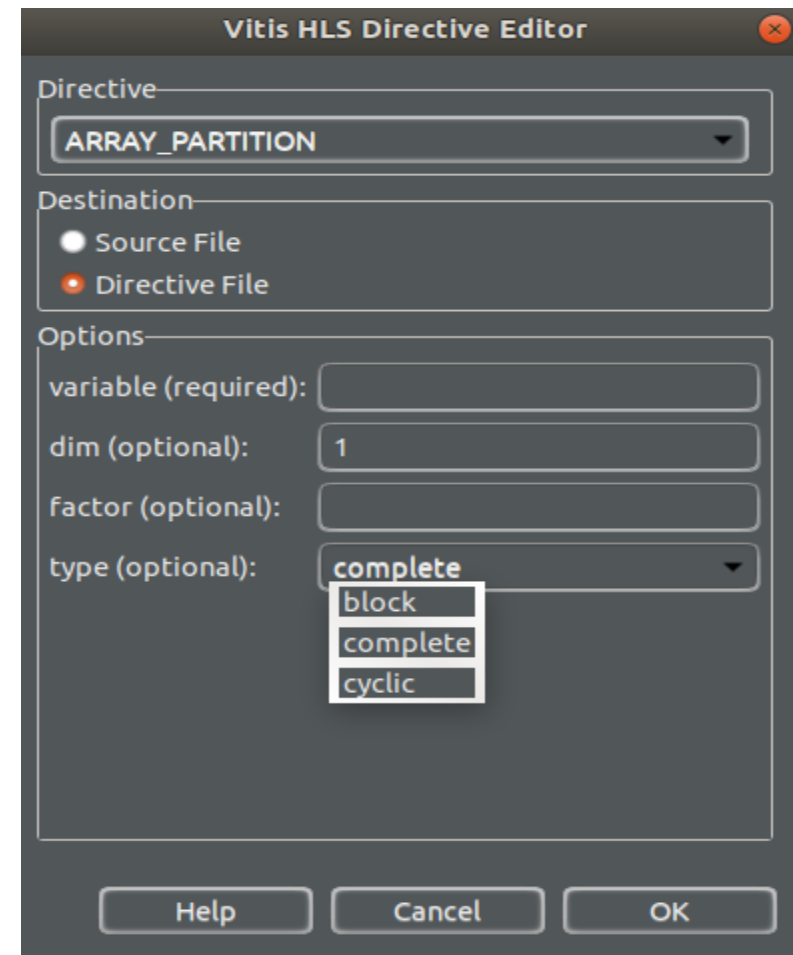 Vitis HLS Directive Editor
Directive
ARRAY_PARTITION
Destination
Source File
Directive File
Options
variable (required):
dim (optional): 1
factor (optional):
type (optional): complete
block
complete
cyclic
Help Cancel OK